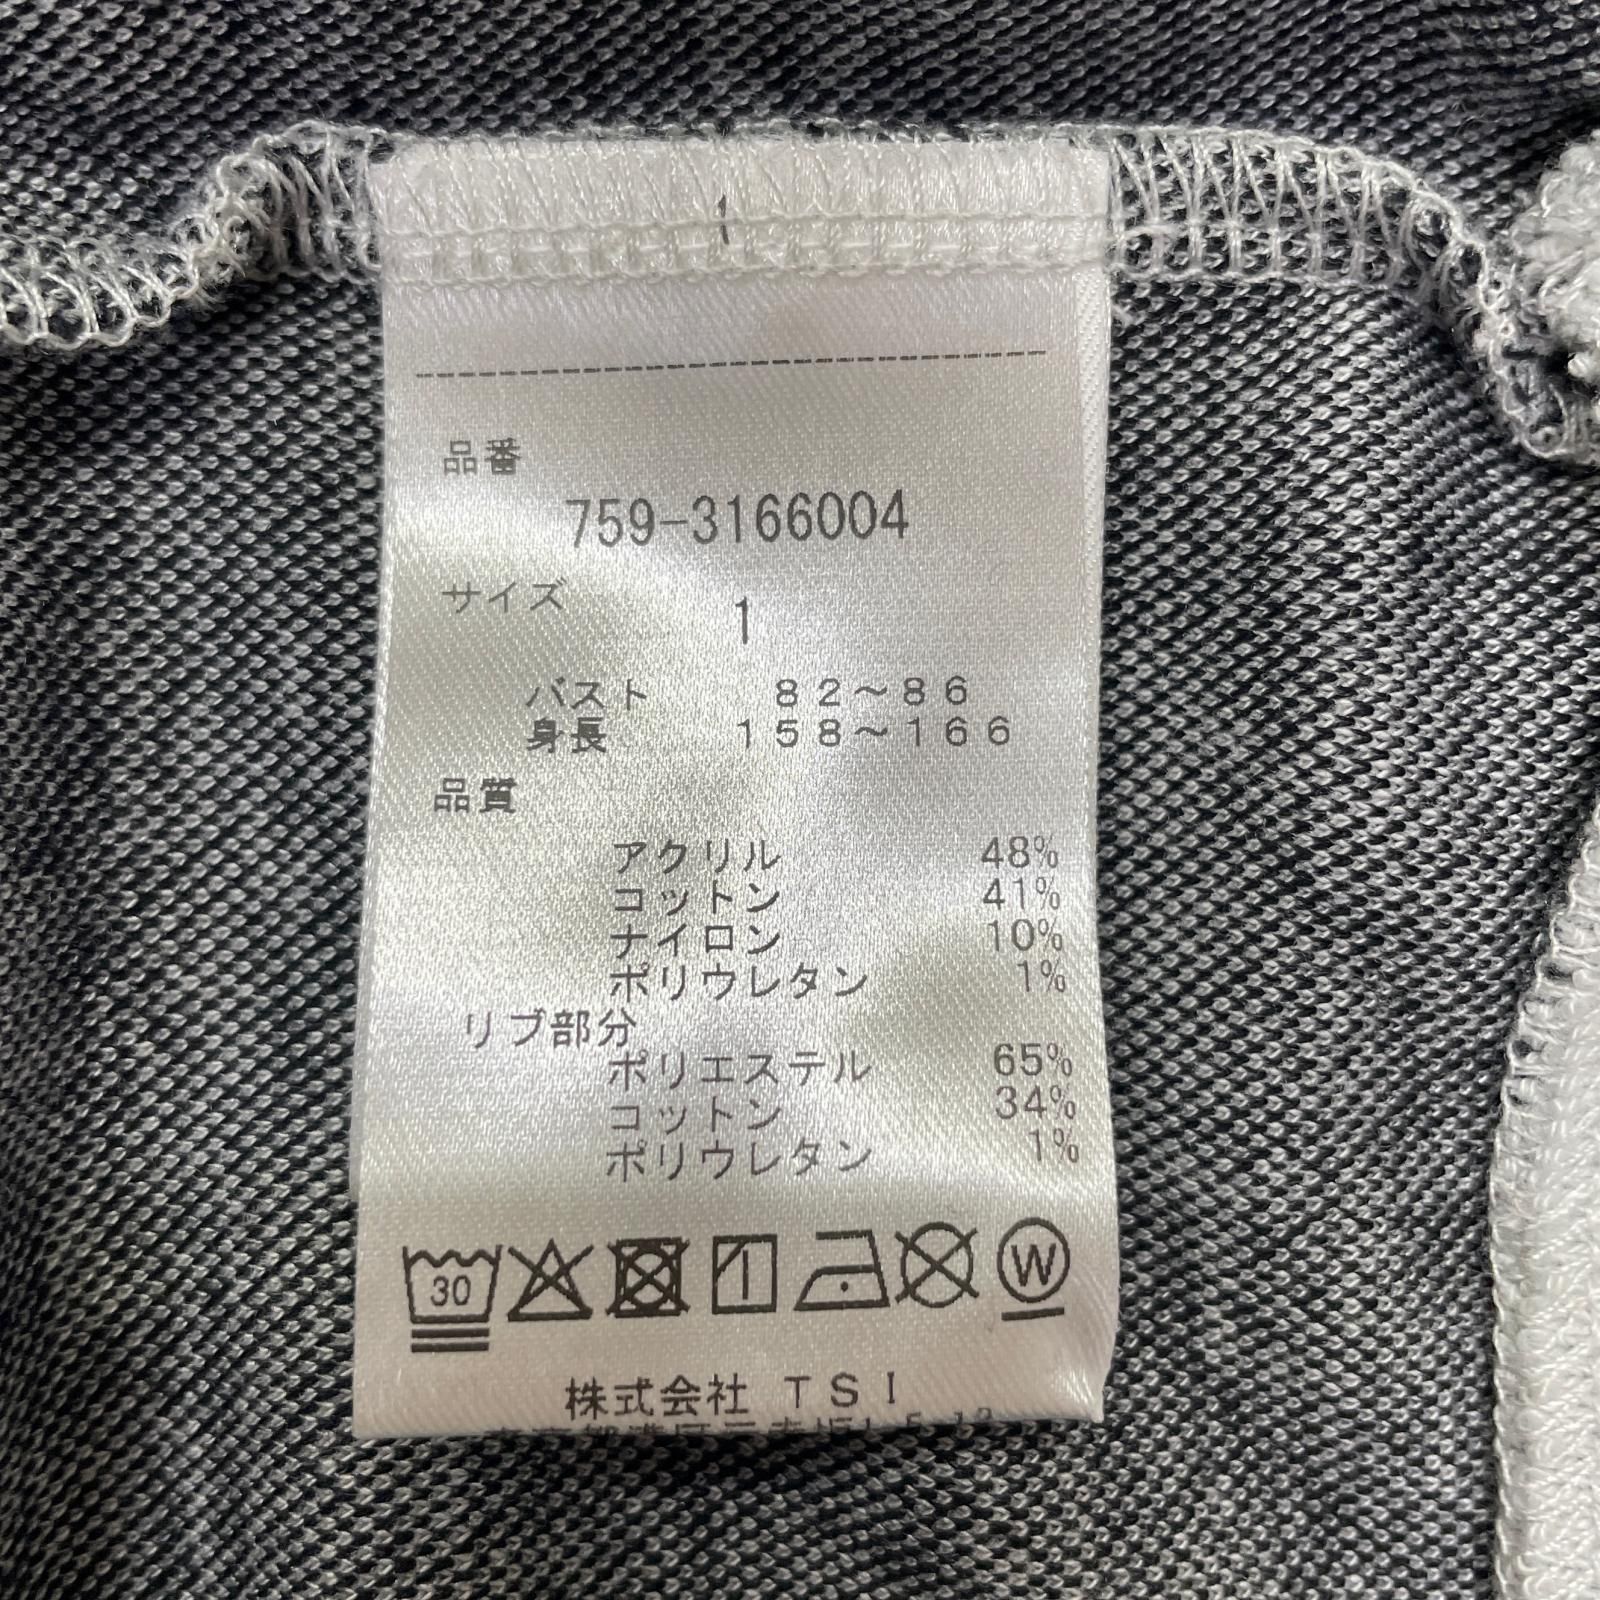 1
品番
759-3166004
サイズ 1
バスト 82～86
身長 158～166
品質
アクリル 48%
コットン 41%
ナイロン 10%
ポリウレタン 1%
リブ部分
ポリエステル 65%
コットン 34%
ポリウレタン 1%
30 W
株式会社 TSI